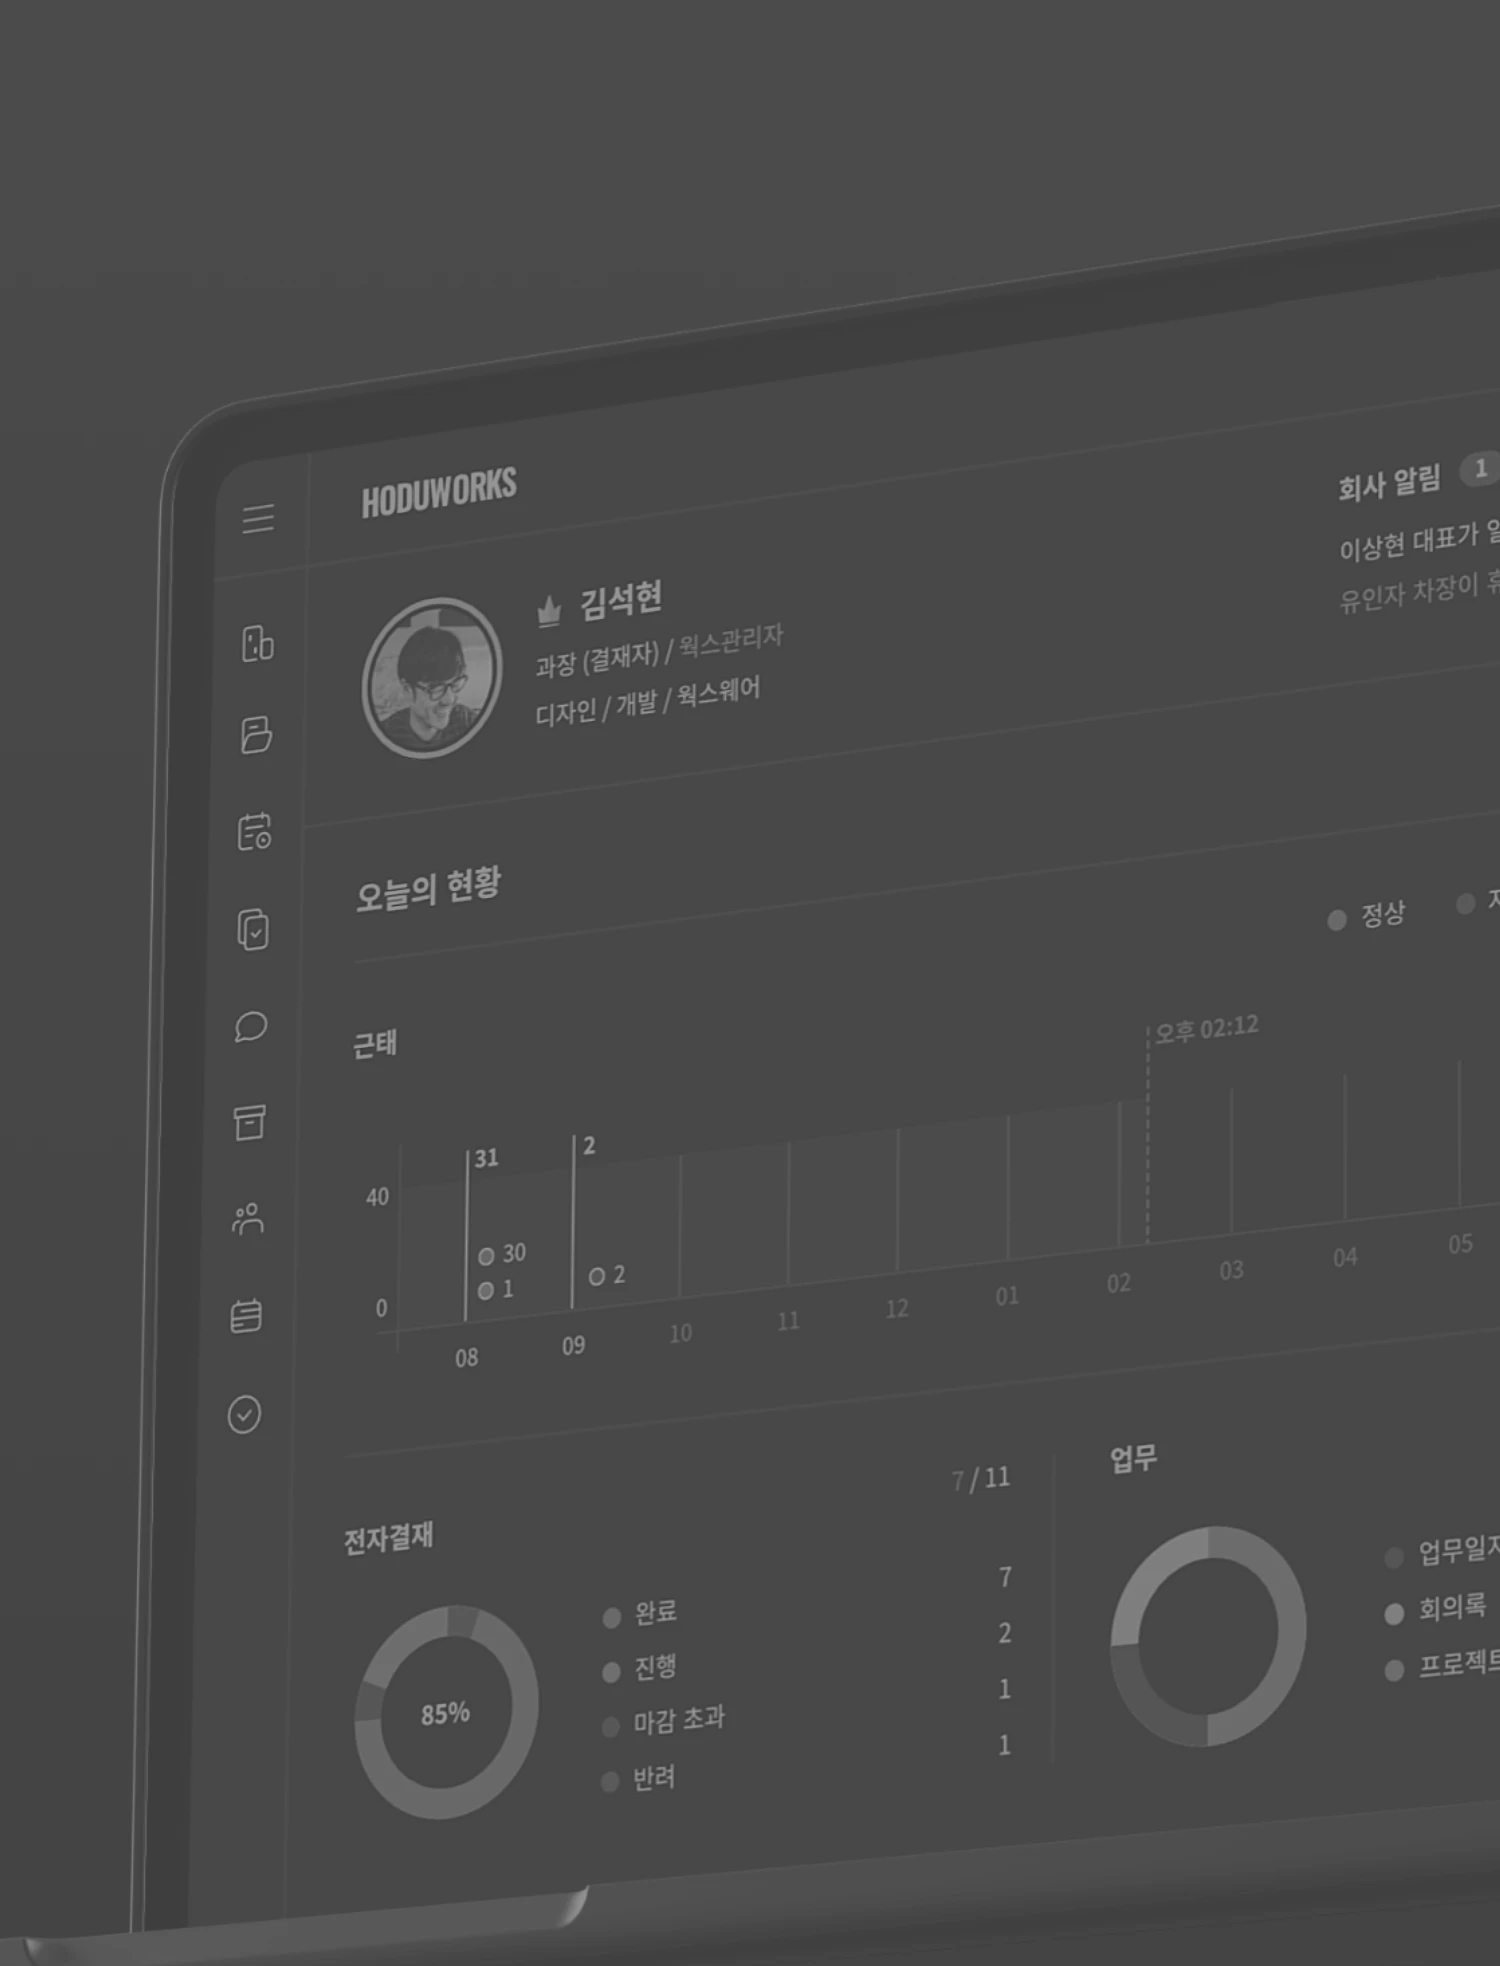 HODUWORKS
회사 알림 1
이상현 대표가
유인자 차장이
김석현
과장 (결재자) / 웍스관리자
디자인 / 개발 / 웍스웨어
오늘의 현황
정상
근태
오후 02:12
40
0
31
30
1
2
2
08 09 10 11 12 01 02 03 04 05
전자결재
7 / 11
85%
완료 7
진행 2
마감 초과 1
반려 1
업무
업무일지
회의록
프로젝트